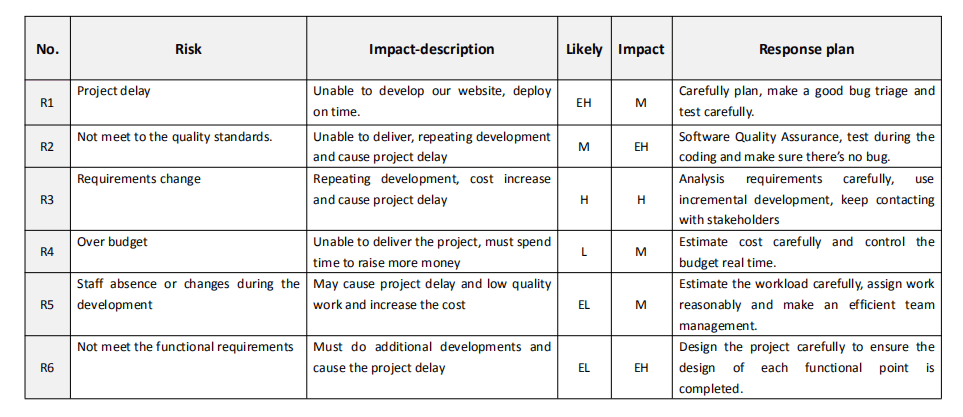 No. Risk Impact-description Likely Impact Response plan
R1 Project delay Unable to develop our website, deploy on time. EH M Carefully plan, make a good bug triage and test carefully.
R2 Not meet to the quality standards. Unable to deliver, repeating development and cause project delay M EH Software Quality Assurance, test during the coding and make sure there's no bug.
R3 Requirements change Repeating development, cost increase and cause project delay H H Analysis requirements carefully, use incremental development, keep contacting with stakeholders
R4 Over budget Unable to deliver the project, must spend time to raise more money L M Estimate cost carefully and control the budget real time.
R5 Staff absence or changes during the development May cause project delay and low quality work and increase the cost EL M Estimate the workload carefully, assign work reasonably and make an efficient team management.
R6 Not meet the functional requirements Must do additional developments and cause the project delay EL EH Design the project carefully to ensure the design of each functional point is completed.